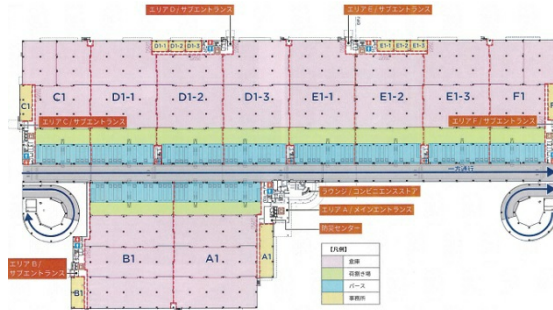 エリア D / サブエントランス
エリア E / サブエントランス
D1-1 D1-2 D1-3
E1-1 E1-2 E1-3
C1 D1-1 D1-2 D1-3 E1-1 E1-2 E1-3 F1
C1
エリア C / サブエントランス
エリア F / サブエントランス
一方通行
ラウンジ / コンビニエンスストア
エリア A / メインエントランス
防災センター
B1 A1
A1
エリア B /
サブエントランス
B1
【凡例】
倉庫
荷捌き場
バース
事務所